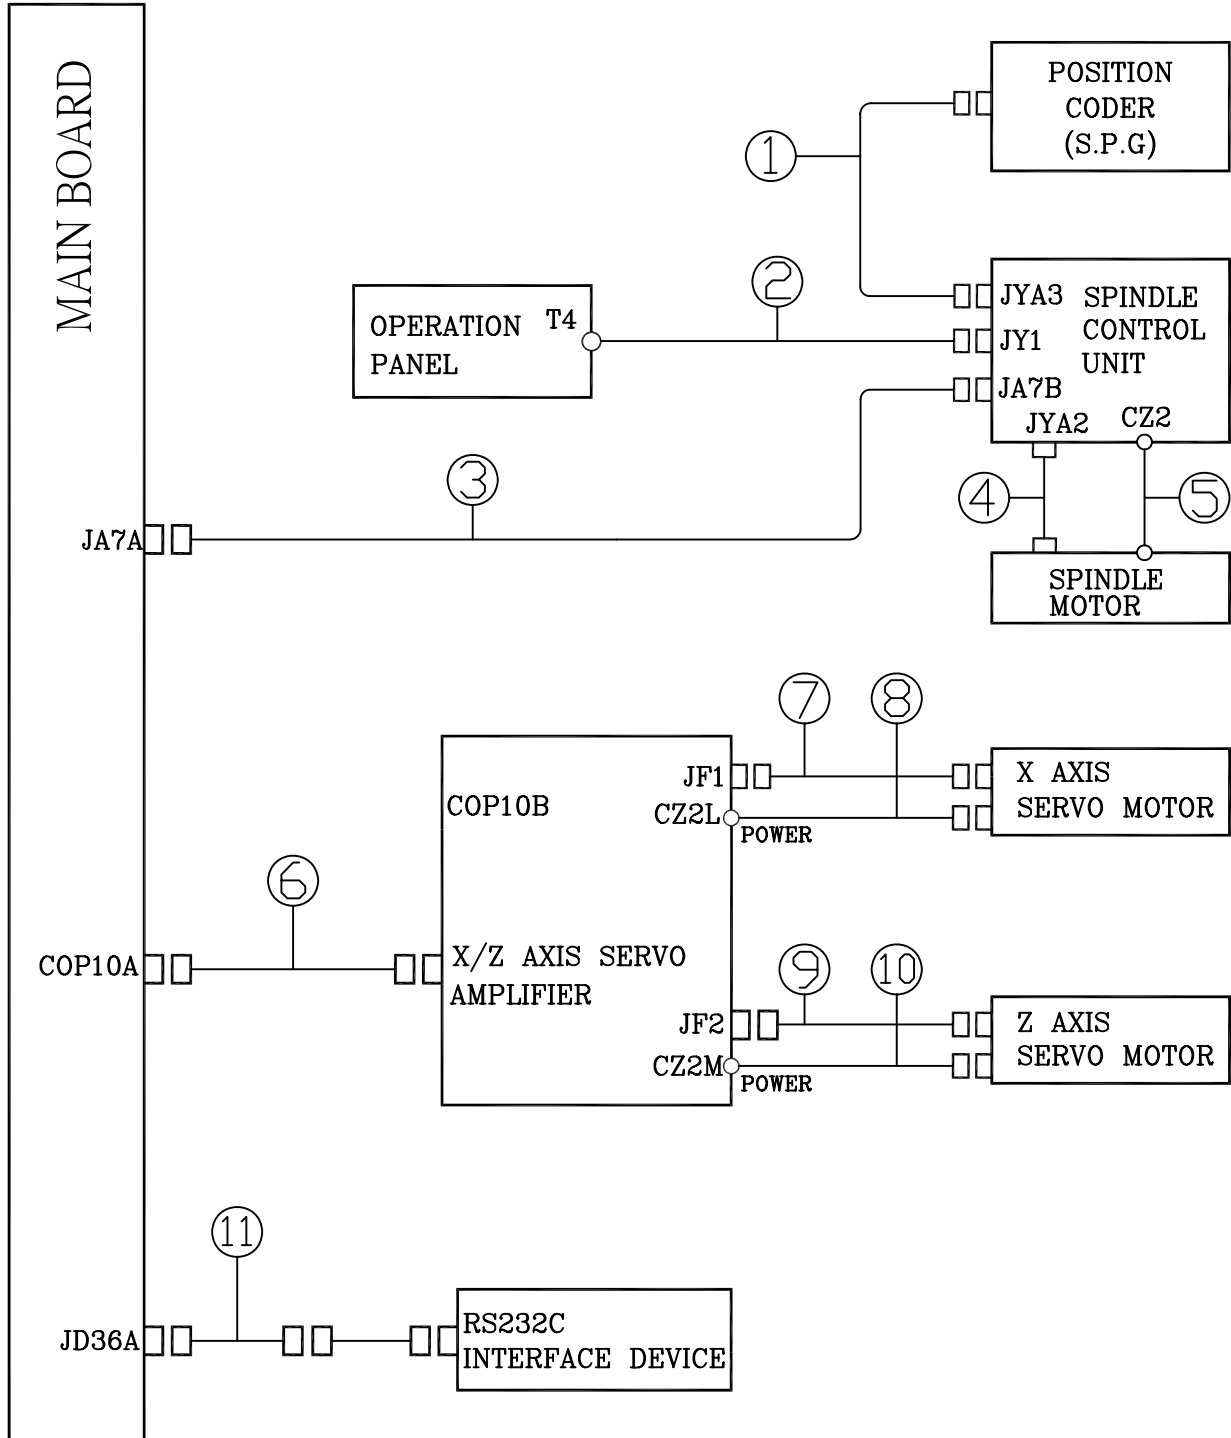 MAIN BOARD
POSITION
CODER
(S.P.G)
1
2
JYA3 SPINDLE
CONTROL
JY1
UNIT
JA7B
JYA2 CZ2
OPERATION T4
PANEL
3
4
5
JA7A
SPINDLE
MOTOR
7
8
JF1
X AXIS
COP10B
CZ2L
SERVO MOTOR
POWER
6
COP10A
X/Z AXIS SERVO
AMPLIFIER
9
10
JF2
Z AXIS
CZ2M
SERVO MOTOR
POWER
11
JD36A
RS232C
INTERFACE DEVICE